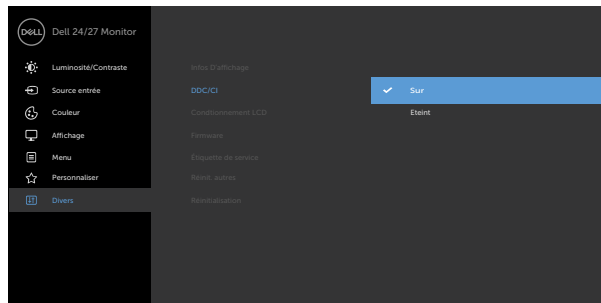 DELL Dell 24/27 Monitor
Luminosité/Contraste
Infos D'affichage
Source entrée
DDC/CI
Sur
Couleur
Conditionnement LCD
Eteint
Affichage
Firmware
Menu
Etiquette de service
Personnaliser
Réinit. autres
Divers
Réinitialisation